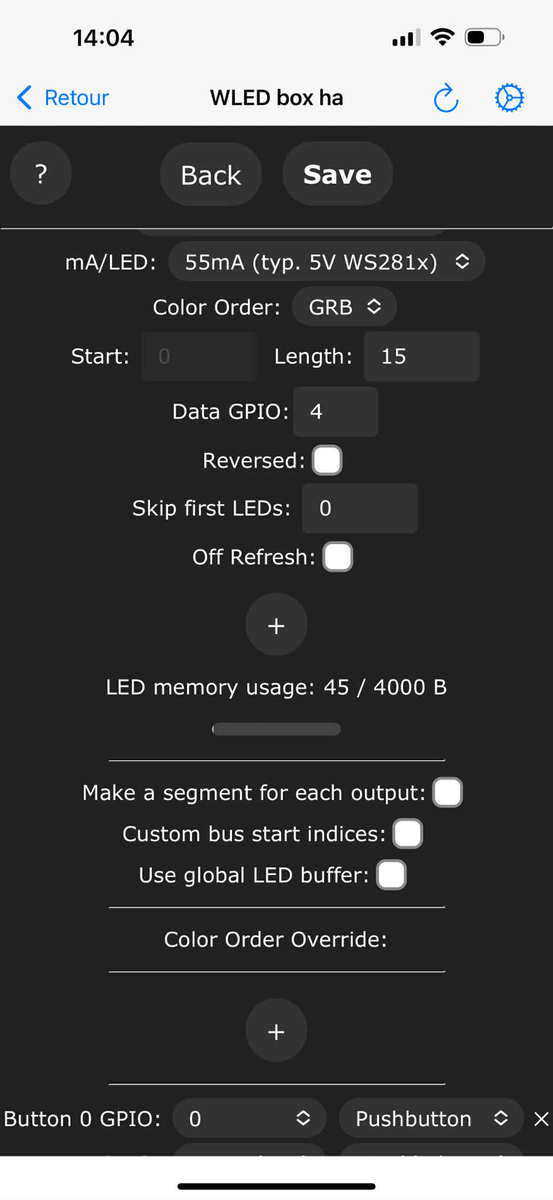 14:04
Retour WLED box ha
? Back Save
mA/LED: 55mA (typ. 5V WS281x)
Color Order: GRB
Start: 0 Length: 15
Data GPIO: 4
Reversed:
Skip first LEDs: 0
Off Refresh:
+
LED memory usage: 45 / 4000 B
Make a segment for each output:
Custom bus start indices:
Use global LED buffer:
Color Order Override:
+
Button 0 GPIO: 0 Pushbutton ×